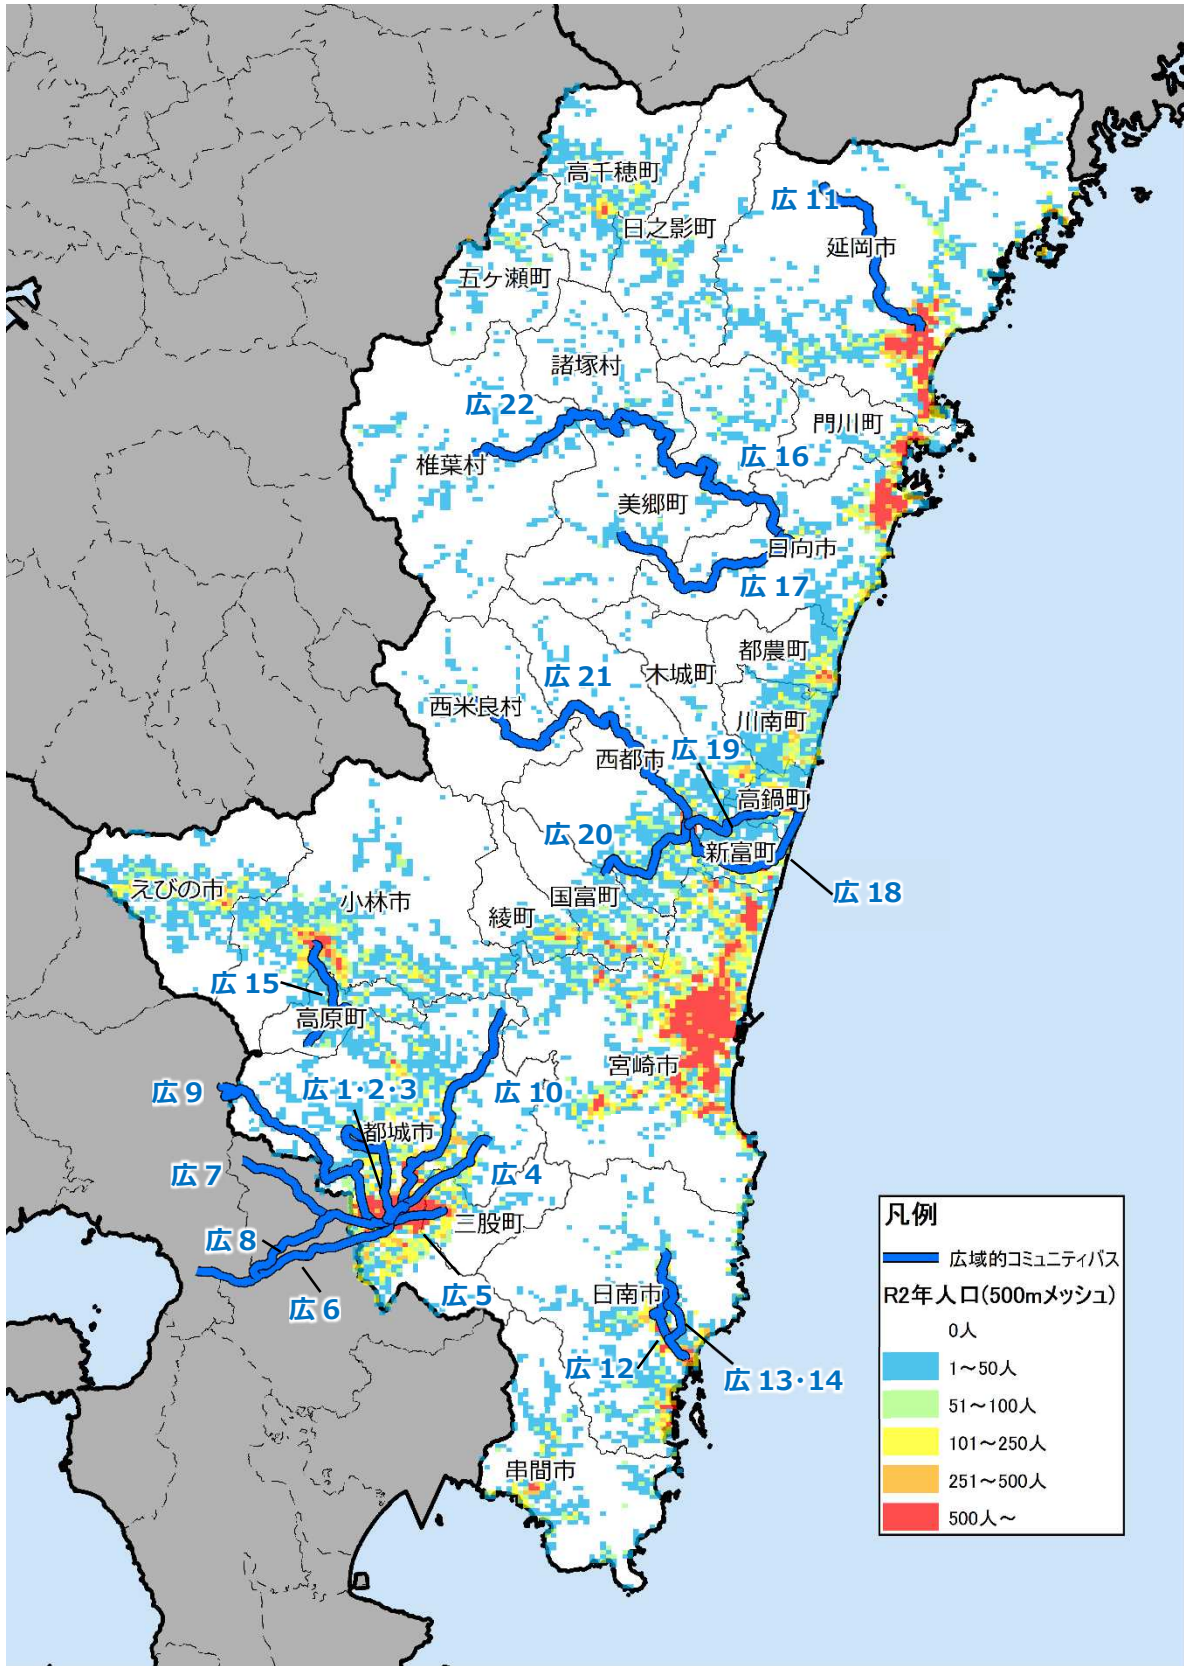 高千穂町
広 11
日之影町
延岡市
五ヶ瀬町
諸塚村
広 22
門川町
椎葉村
広 16
美郷町
日向市
広 17
都農町
木城町
広 21
西米良村
川南町
広 19
西都市
高鍋町
広 20
新富町
えびの市
国富町
広 18
小林市
綾町
広 15
高原町
宮崎市
広 9
広 1・2・3
広 10
都城市
広 7
広 4
三股町
広 8
広 6
広 5
日南市
広 12
広 13・14
串間市
凡例
広域的コミュニティバス
R2年人口(500mメッシュ)
0人
1～50人
51～100人
101～250人
251～500人
500人～